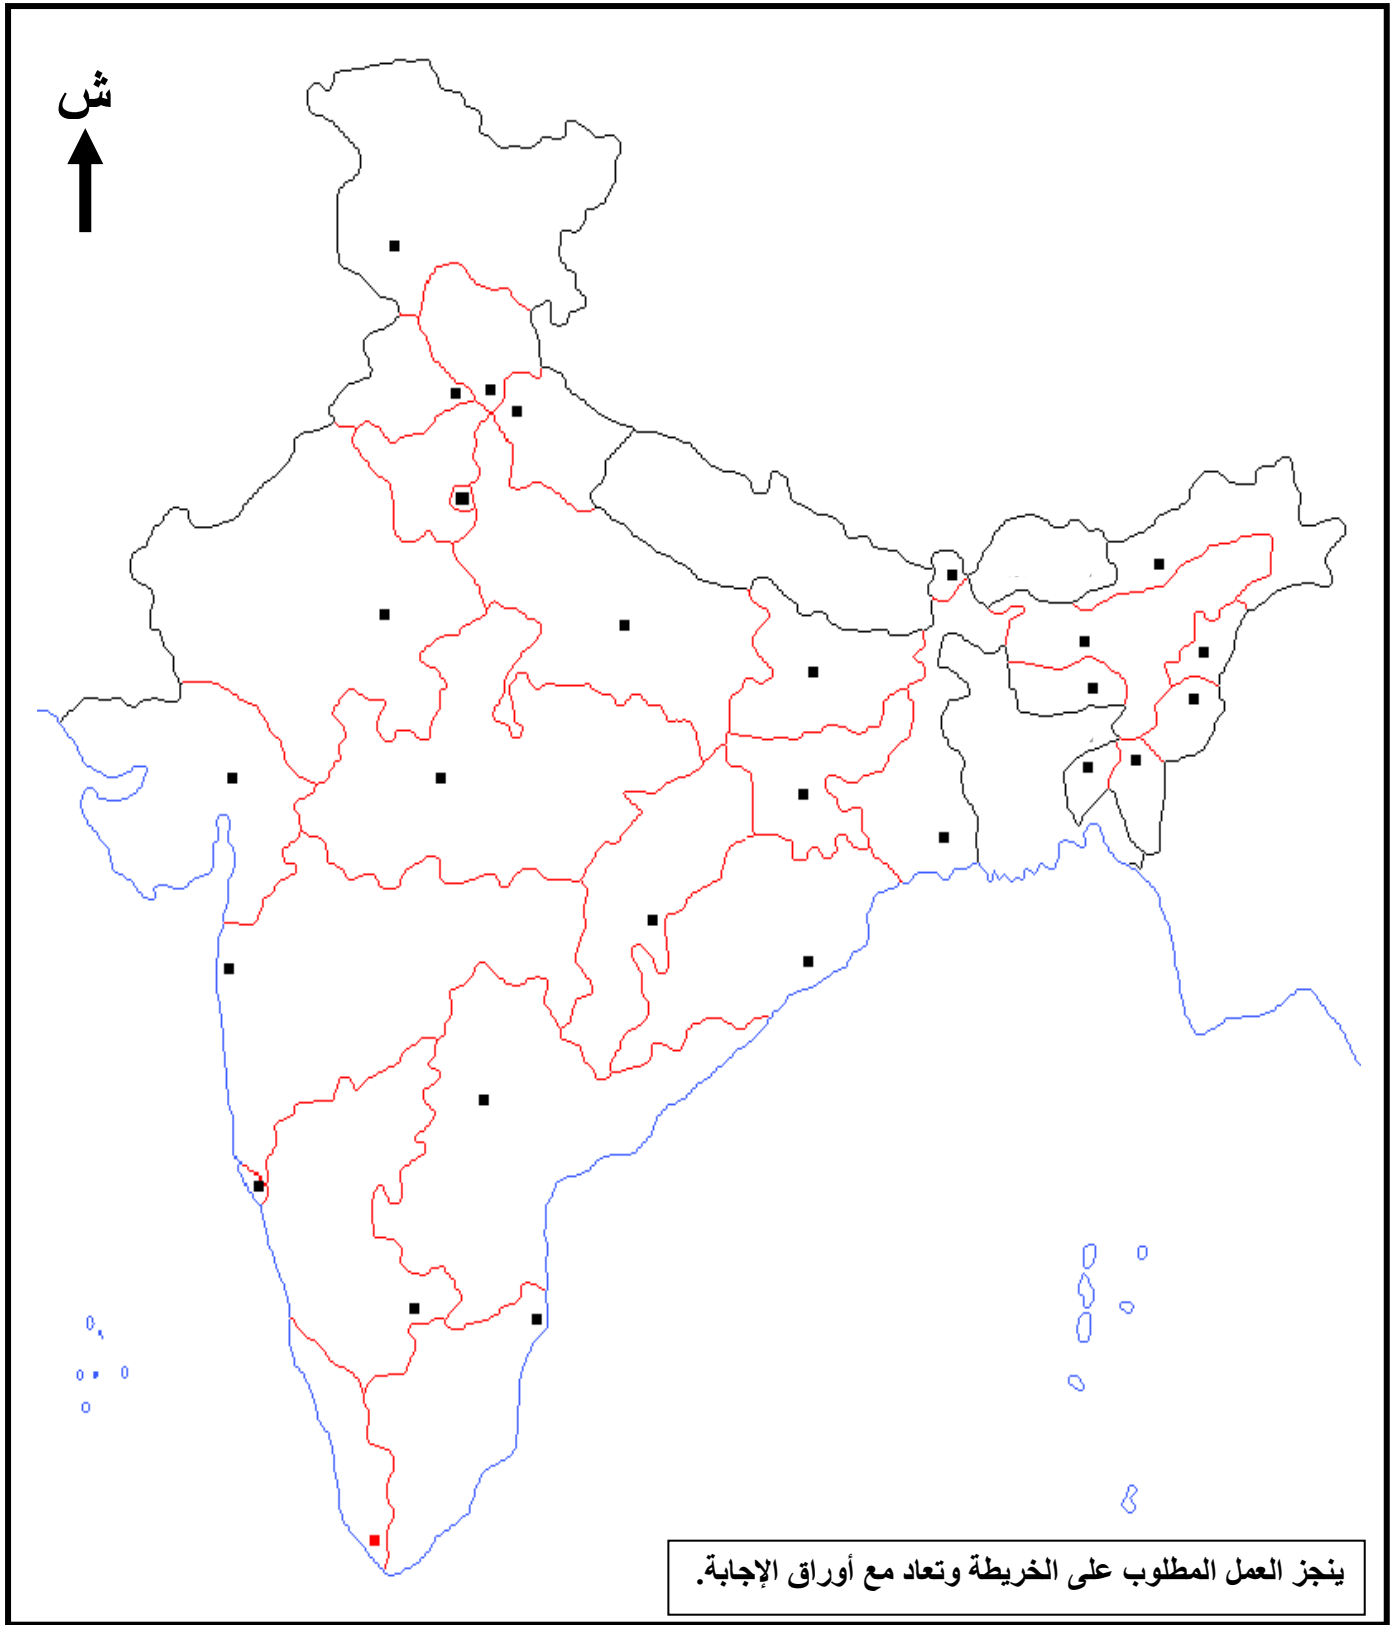 ش
ينجز العمل المطلوب على الخريطة وتعاد مع أوراق الإجابة.